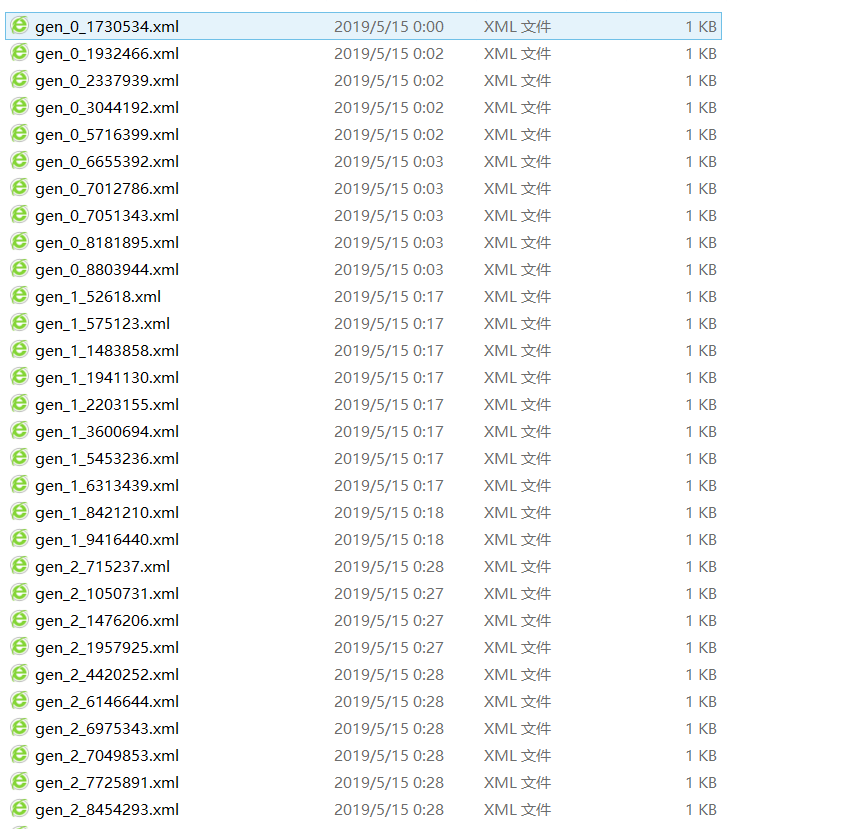 gen_0_1730534.xml 2019/5/15 0:00 XML 文件 1 KB
gen_0_1932466.xml 2019/5/15 0:02 XML 文件 1 KB
gen_0_2337939.xml 2019/5/15 0:02 XML 文件 1 KB
gen_0_3044192.xml 2019/5/15 0:02 XML 文件 1 KB
gen_0_5716399.xml 2019/5/15 0:02 XML 文件 1 KB
gen_0_6655392.xml 2019/5/15 0:03 XML 文件 1 KB
gen_0_7012786.xml 2019/5/15 0:03 XML 文件 1 KB
gen_0_7051343.xml 2019/5/15 0:03 XML 文件 1 KB
gen_0_8181895.xml 2019/5/15 0:03 XML 文件 1 KB
gen_0_8803944.xml 2019/5/15 0:03 XML 文件 1 KB
gen_1_52618.xml 2019/5/15 0:17 XML 文件 1 KB
gen_1_575123.xml 2019/5/15 0:17 XML 文件 1 KB
gen_1_1483858.xml 2019/5/15 0:17 XML 文件 1 KB
gen_1_1941130.xml 2019/5/15 0:17 XML 文件 1 KB
gen_1_2203155.xml 2019/5/15 0:17 XML 文件 1 KB
gen_1_3600694.xml 2019/5/15 0:17 XML 文件 1 KB
gen_1_5453236.xml 2019/5/15 0:17 XML 文件 1 KB
gen_1_6313439.xml 2019/5/15 0:17 XML 文件 1 KB
gen_1_8421210.xml 2019/5/15 0:18 XML 文件 1 KB
gen_1_9416440.xml 2019/5/15 0:18 XML 文件 1 KB
gen_2_715237.xml 2019/5/15 0:28 XML 文件 1 KB
gen_2_1050731.xml 2019/5/15 0:27 XML 文件 1 KB
gen_2_1476206.xml 2019/5/15 0:27 XML 文件 1 KB
gen_2_1957925.xml 2019/5/15 0:27 XML 文件 1 KB
gen_2_4420252.xml 2019/5/15 0:28 XML 文件 1 KB
gen_2_6146644.xml 2019/5/15 0:28 XML 文件 1 KB
gen_2_6975343.xml 2019/5/15 0:28 XML 文件 1 KB
gen_2_7049853.xml 2019/5/15 0:28 XML 文件 1 KB
gen_2_7725891.xml 2019/5/15 0:28 XML 文件 1 KB
gen_2_8454293.xml 2019/5/15 0:28 XML 文件 1 KB